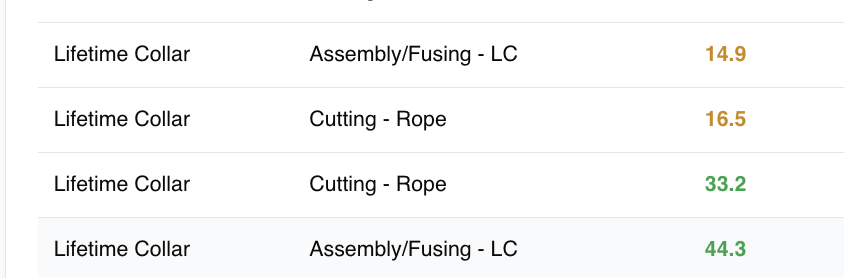 Lifetime Collar Assembly/Fusing - LC 14.9
Lifetime Collar Cutting - Rope 16.5
Lifetime Collar Cutting - Rope 33.2
Lifetime Collar Assembly/Fusing - LC 44.3